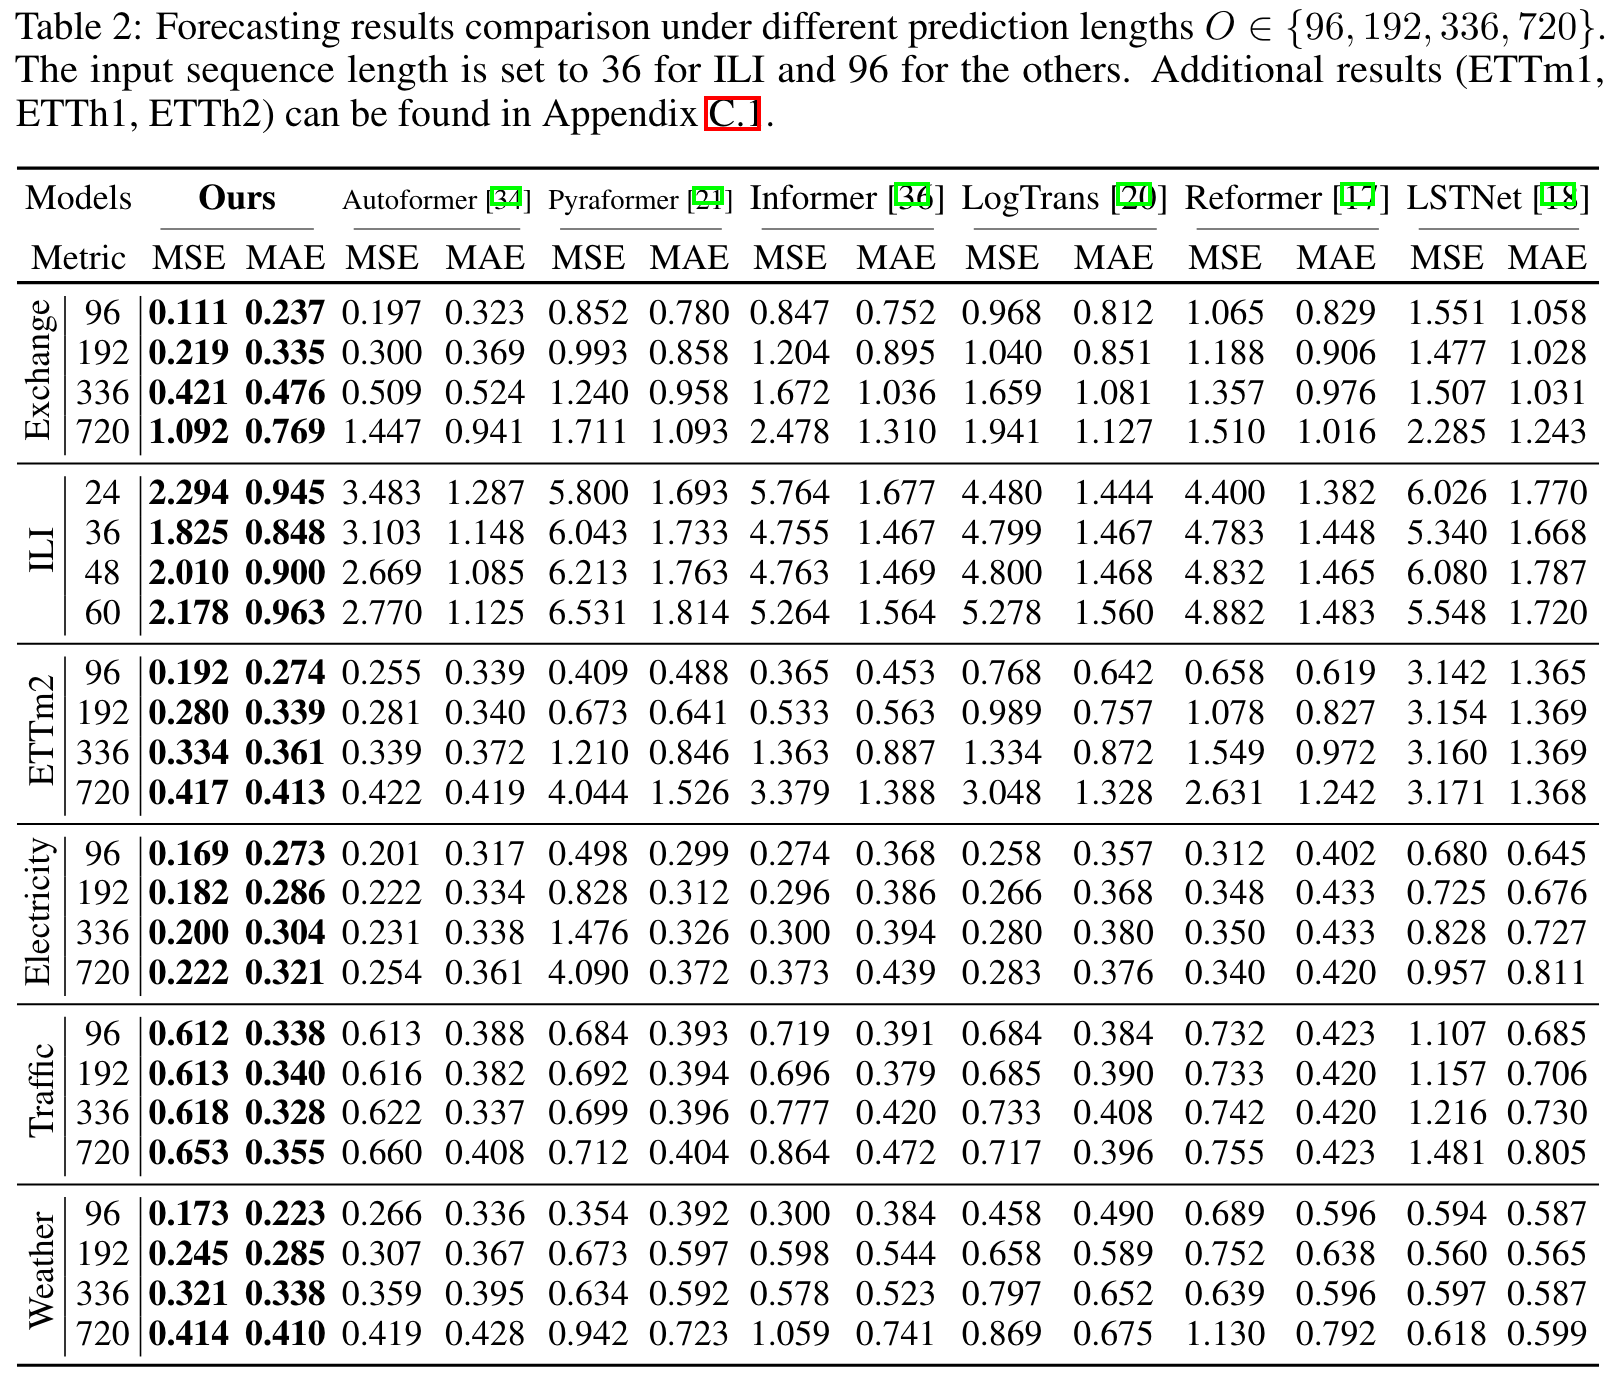 Table 2: Forecasting results comparison under different prediction lengths O ∈ {96, 192, 336, 720}.
The input sequence length is set to 36 for ILI and 96 for the others. Additional results (ETTm1,
ETTh1, ETTh2) can be found in Appendix C.1.
Models Ours Autoformer [34] Pyraformer [21] Informer [36] LogTrans [20] Reformer [17] LSTNet [18]
Metric MSE MAE MSE MAE MSE MAE MSE MAE MSE MAE MSE MAE MSE MAE
Exchange
96 0.111 0.237 0.197 0.323 0.852 0.780 0.847 0.752 0.968 0.812 1.065 0.829 1.551 1.058
192 0.219 0.335 0.300 0.369 0.993 0.858 1.204 0.895 1.040 0.851 1.188 0.906 1.477 1.028
336 0.421 0.476 0.509 0.524 1.240 0.958 1.672 1.036 1.659 1.081 1.357 0.976 1.507 1.031
720 1.092 0.769 1.447 0.941 1.711 1.093 2.478 1.310 1.941 1.127 1.510 1.016 2.285 1.243
ILI
24 2.294 0.945 3.483 1.287 5.800 1.693 5.764 1.677 4.480 1.444 4.400 1.382 6.026 1.770
36 1.825 0.848 3.103 1.148 6.043 1.733 4.755 1.467 4.799 1.467 4.783 1.448 5.340 1.668
48 2.010 0.900 2.669 1.085 6.213 1.763 4.763 1.469 4.800 1.468 4.832 1.465 6.080 1.787
60 2.178 0.963 2.770 1.125 6.531 1.814 5.264 1.564 5.278 1.560 4.882 1.483 5.548 1.720
ETTm2
96 0.192 0.274 0.255 0.339 0.409 0.488 0.365 0.453 0.768 0.642 0.658 0.619 3.142 1.365
192 0.280 0.339 0.281 0.340 0.673 0.641 0.533 0.563 0.989 0.757 1.078 0.827 3.154 1.369
336 0.334 0.361 0.339 0.372 1.210 0.846 1.363 0.887 1.334 0.872 1.549 0.972 3.160 1.369
720 0.417 0.413 0.422 0.419 4.044 1.526 3.379 1.388 3.048 1.328 2.631 1.242 3.171 1.368
Electricity
96 0.169 0.273 0.201 0.317 0.498 0.299 0.274 0.368 0.258 0.357 0.312 0.402 0.680 0.645
192 0.182 0.286 0.222 0.334 0.828 0.312 0.296 0.386 0.266 0.368 0.348 0.433 0.725 0.676
336 0.200 0.304 0.231 0.338 1.476 0.326 0.300 0.394 0.280 0.380 0.350 0.433 0.828 0.727
720 0.222 0.321 0.254 0.361 4.090 0.372 0.373 0.439 0.283 0.376 0.340 0.420 0.957 0.811
Traffic
96 0.612 0.338 0.613 0.388 0.684 0.393 0.719 0.391 0.684 0.384 0.732 0.423 1.107 0.685
192 0.613 0.340 0.616 0.382 0.692 0.394 0.696 0.379 0.685 0.390 0.733 0.420 1.157 0.706
336 0.618 0.328 0.622 0.337 0.699 0.396 0.777 0.420 0.733 0.408 0.742 0.420 1.216 0.730
720 0.653 0.355 0.660 0.408 0.712 0.404 0.864 0.472 0.717 0.396 0.755 0.423 1.481 0.805
Weather
96 0.173 0.223 0.266 0.336 0.354 0.392 0.300 0.384 0.458 0.490 0.689 0.596 0.594 0.587
192 0.245 0.285 0.307 0.367 0.673 0.597 0.598 0.544 0.658 0.589 0.752 0.638 0.560 0.565
336 0.321 0.338 0.359 0.395 0.634 0.592 0.578 0.523 0.797 0.652 0.639 0.596 0.597 0.587
720 0.414 0.410 0.419 0.428 0.942 0.723 1.059 0.741 0.869 0.675 1.130 0.792 0.618 0.599